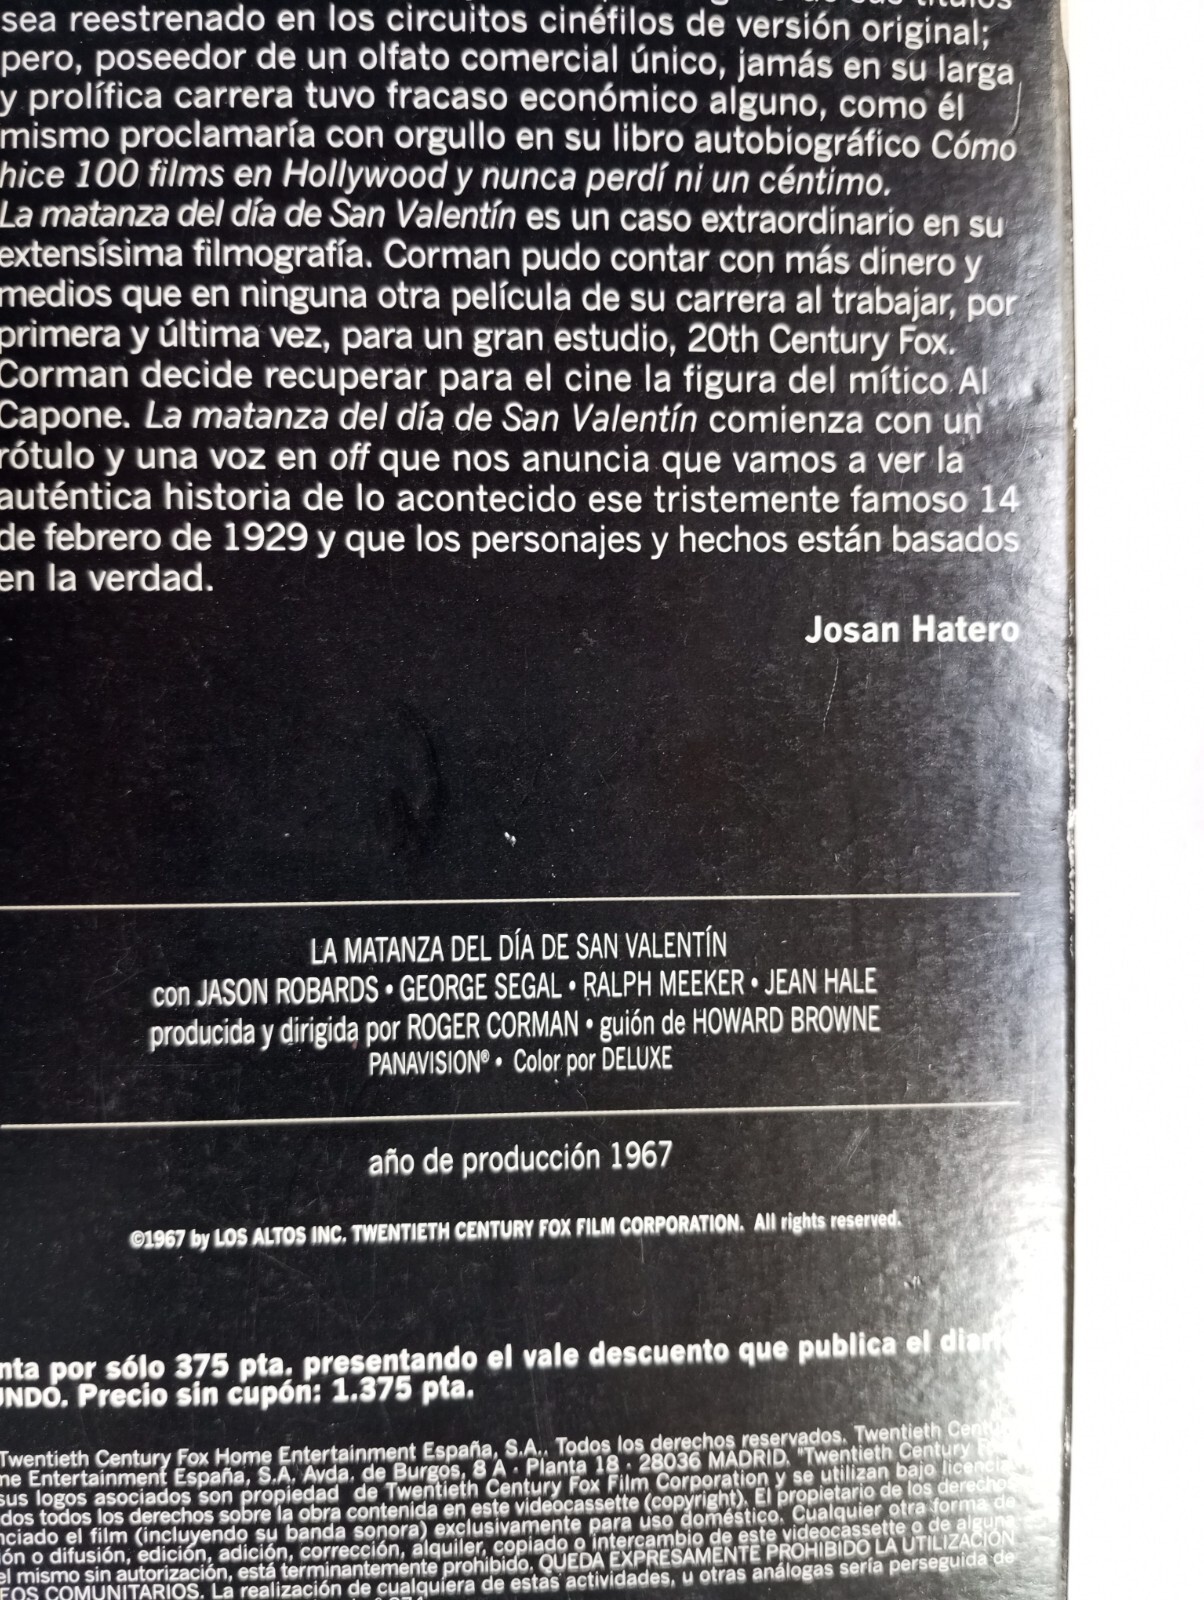 sea reestrenado en los circuitos cinéfilos de versión original;
pero, poseedor de un olfato comercial único, jamás en su larga
y prolífica carrera tuvo fracaso económico alguno, como él
mismo proclamaría con orgullo en su libro autobiográfico Cómo
hice 100 films en Hollywood y nunca perdí ni un céntimo.
La matanza del día de San Valentín es un caso extraordinario en su
extensísima filmografía. Corman pudo contar con más dinero y
medios que en ninguna otra película de su carrera al trabajar, por
primera y última vez, para un gran estudio, 20th Century Fox.
Corman decide recuperar para el cine la figura del mítico Al
Capone. La matanza del día de San Valentín comienza con un
rótulo y una voz en off que nos anuncia que vamos a ver la
auténtica historia de lo acontecido ese tristemente famoso 14
de febrero de 1929 y que los personajes y hechos están basados
en la verdad.
Josan Hatero
LA MATANZA DEL DÍA DE SAN VALENTÍN
con JASON ROBARDS • GEORGE SEGAL • RALPH MEEKER • JEAN HALE
producida y dirigida por ROGER CORMAN • guión de HOWARD BROWNE
PANAVISION® • Color por DELUXE
año de producción 1967
©1967 by LOS ALTOS INC. TWENTIETH CENTURY FOX FILM CORPORATION. All rights reserved.
nta por sólo 375 pta. presentando el vale descuento que publica el
UNDO. Precio sin cupón: 1.375 pta.
Twentieth Century Fox Home Entertainment España, S.A.. Todos los derechos reservados. Twentieth
me Entertainment España, S.A. Avda. de Burgos, 8 A · Planta 18 · 28036 MADRID. "Twentieth Century
sus logos asociados son propiedad de Twentieth Century Fox Film Corporation y se utilizan bajo licencia
dos todos los derechos sobre la obra contenida en este videocassette (copyright). El propietario de los derechos
nciado el film (incluyendo su banda sonora) exclusivamente para uso doméstico. Cualquier otra forma de
ión o difusión, edición, adición, corrección, alquiler, copiado o intercambio de este videocassette o de alguna
el mismo sin autorización, está terminantemente prohibido. QUEDA EXPRESAMENTE PROHIBIDO LA UTILIZACIÓN
EOS COMUNITARIOS. La realización de cualquiera de estas actividades, u otras análogas sería perseguida de